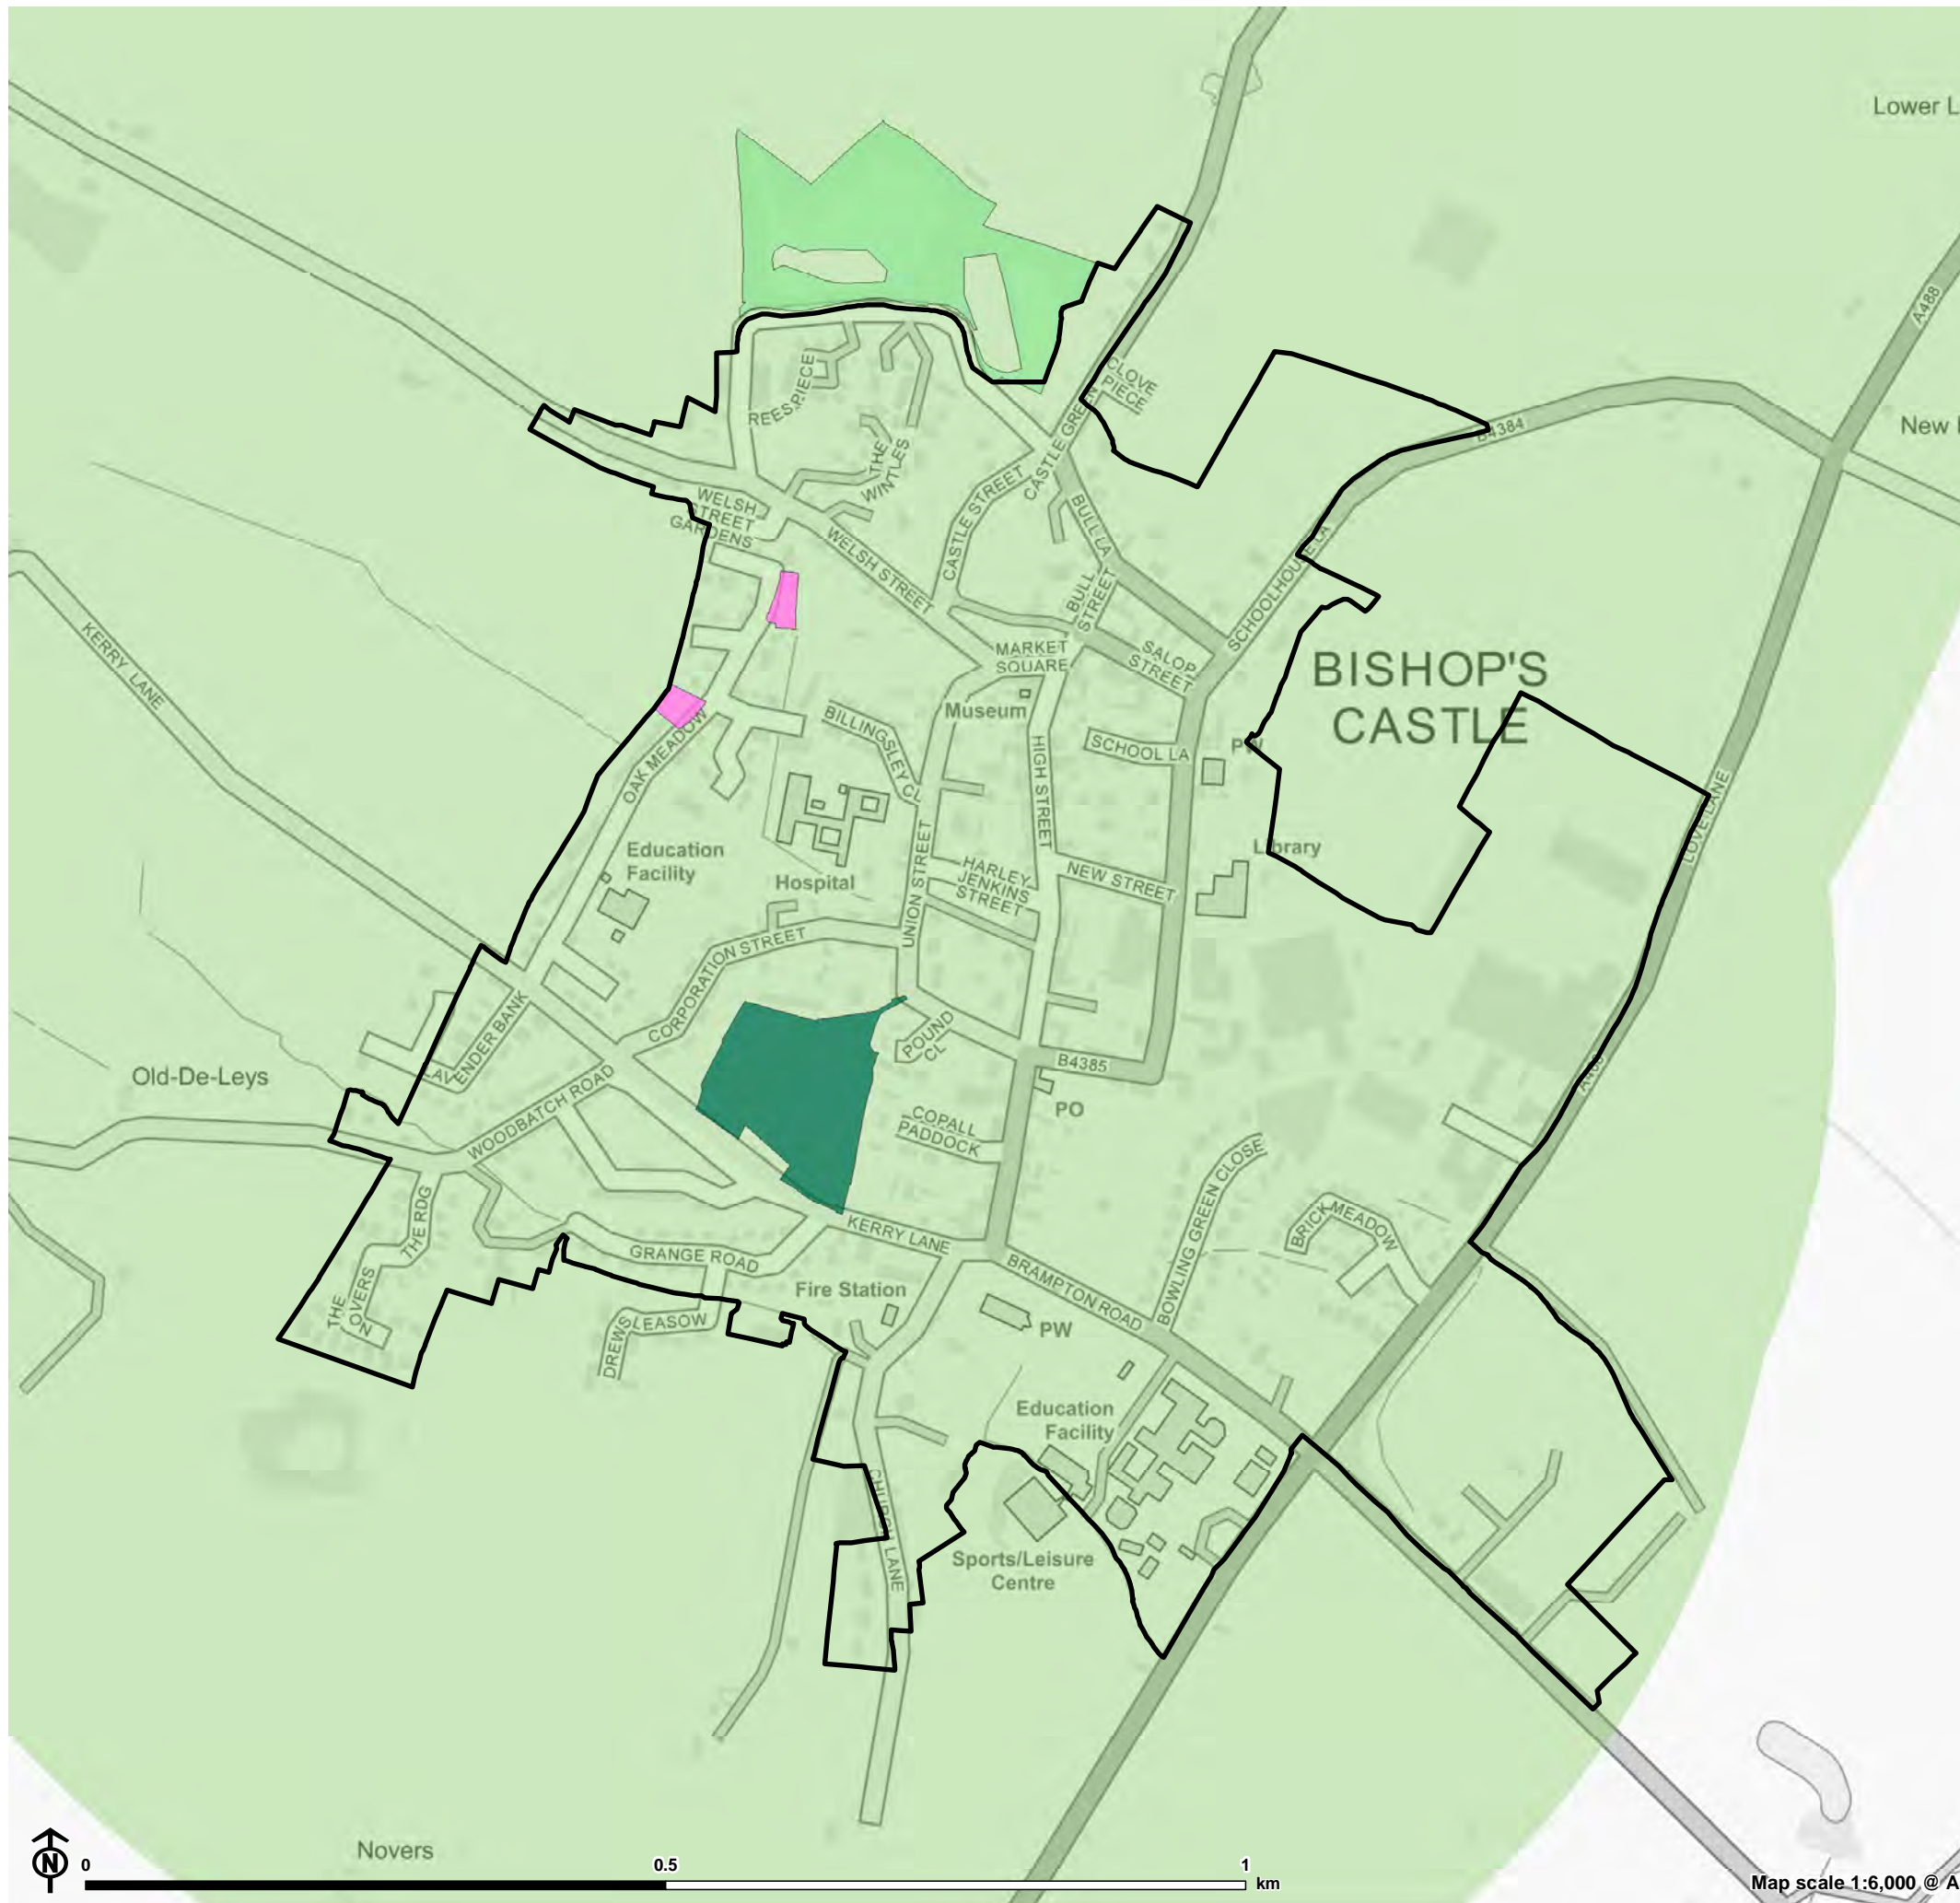 Lower L
A488
CLOVE
PIECE
REES PIECE
New
B4384
CASTLE GREEN
THE
WINTLES
CASTLE STREET
WELSH
STREET
GARDENS
BULL LA
WELSH STREET
SCHOOLHOUSE LA
BULL
STREET
KERRY LANE
MARKET
SQUARE
SALOP
STREET
BISHOP'S
CASTLE
Museum
OAK MEADOW
BILLINGSLEY CL
HIGH STREET
SCHOOL LA
PW
LOVE LANE
Education
Facility
Library
UNION STREET
Hospital
HARLEY
JENKINS
STREET
NEW STREET
CORPORATION STREET
LAVENDER BANK
POUND
CL
B4385
A488
Old-De-Leys
PO
WOODBATCH ROAD
COPALL
PADDOCK
BOWLING GREEN CLOSE
THE RDG
BRICK MEADOW
KERRY LANE
GRANGE ROAD
BRAMPTON ROAD
Fire Station
THE
NOVERS
DREWS LEASOW
PW
Education
Facility
CHURCH LANE
Sports/Leisure
Centre
Novers
N
0
0.5
1
km
Map scale 1:6,000 @ A